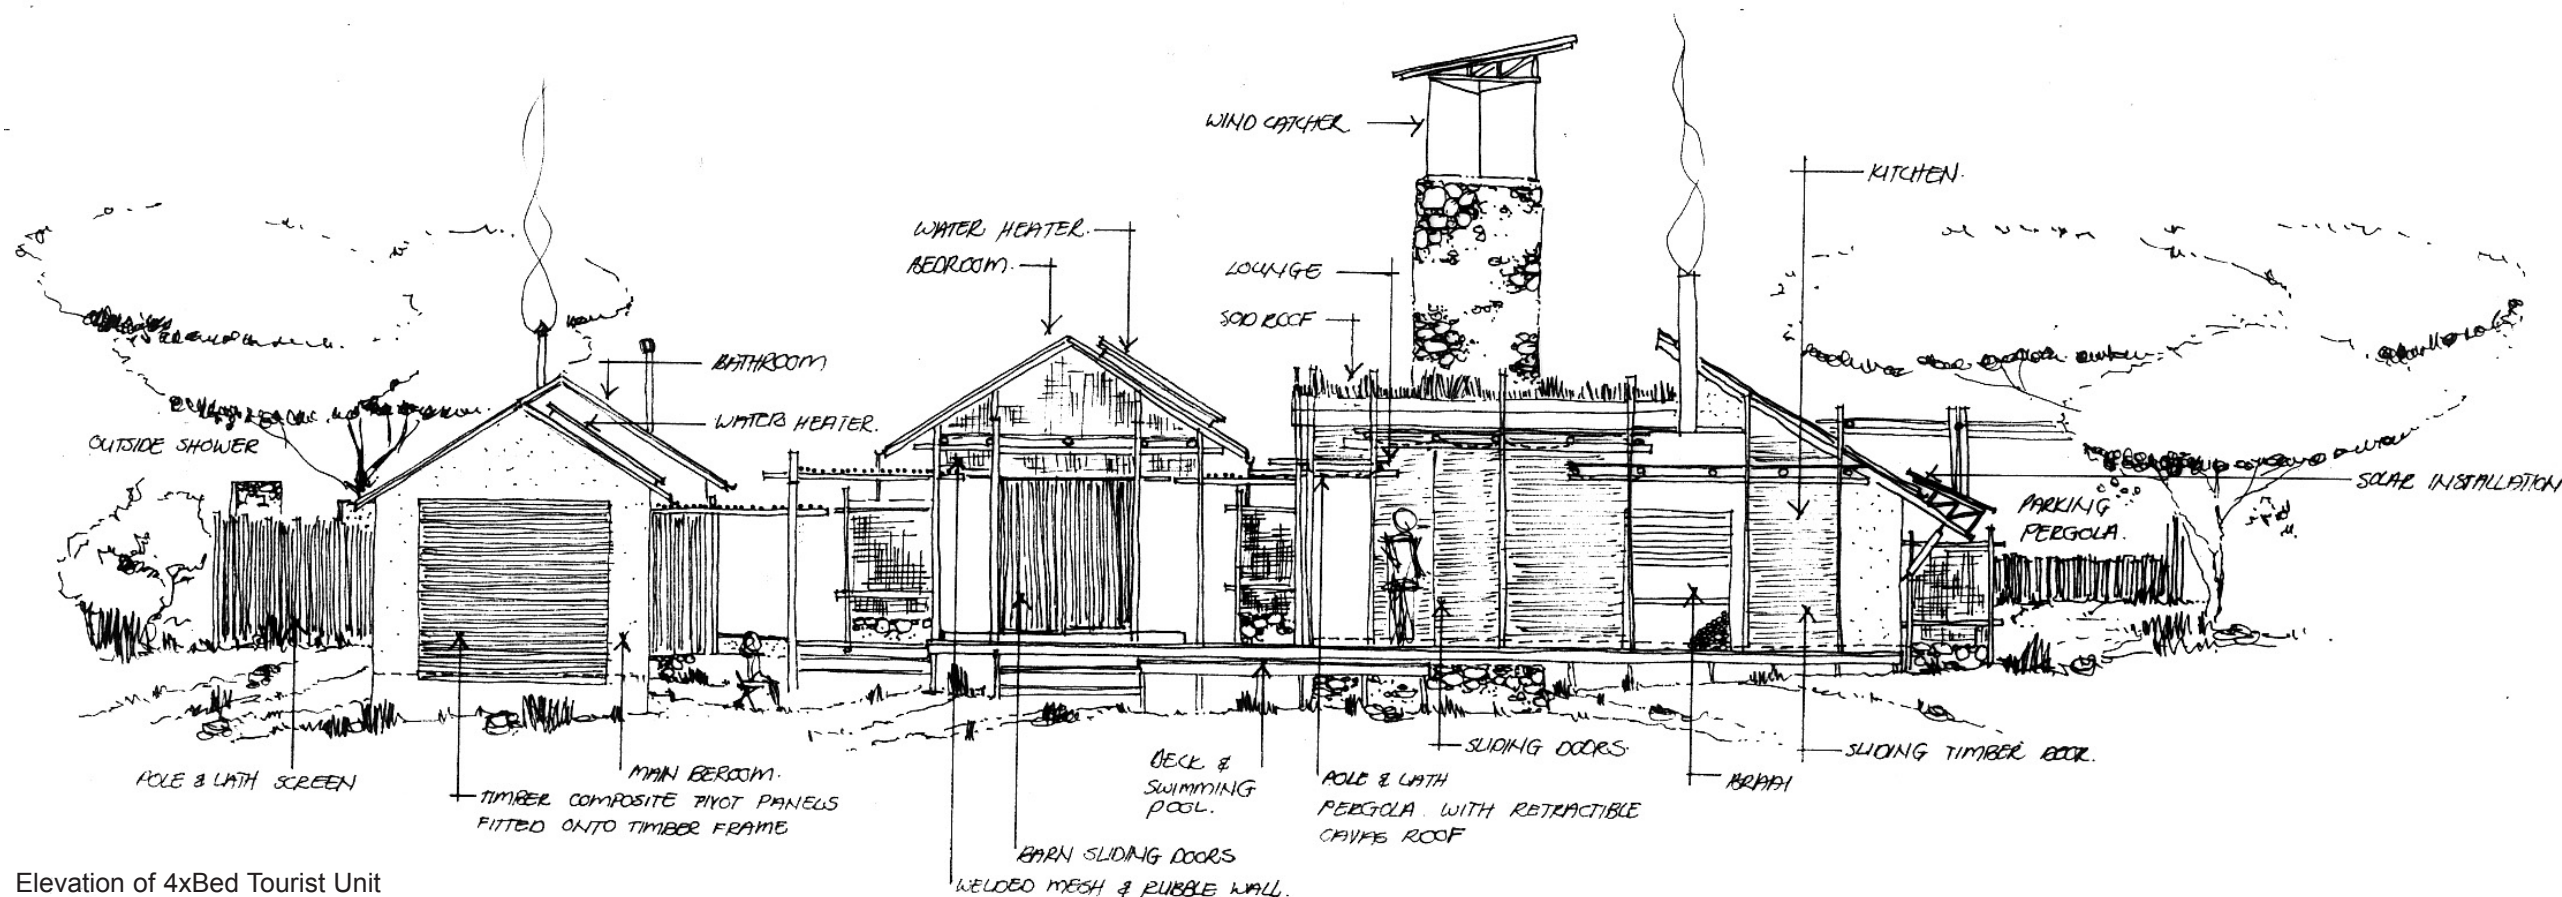 WIND CATCHER
KITCHEN.
WATER HEATER.
BEDROOM.
LOUNGE
SOD ROOF
BATHROOM
WATER HEATER.
OUTSIDE SHOWER
SOLAR INSTALLATION
PARKING
PERGOLA.
POLE & LATH SCREEN
MAIN BEROOM.
TIMBER COMPOSITE PIVOT PANELS
FITTED ONTO TIMBER FRAME
DECK &
SWIMMING
POOL.
SLIDING DOORS.
SLIDING TIMBER DOOR.
BRAAI
POLE & LATH
PERGOLA. WITH RETRACTIBLE
CAVAS ROOF
BARN SLIDING DOORS
WELDED MESH & RUBBLE WALL.
Elevation of 4xBed Tourist Unit